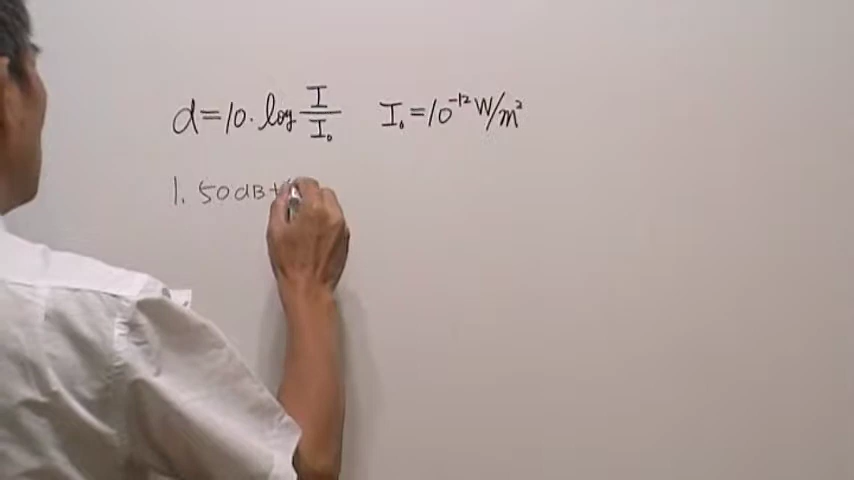 d=10·log I/I₀ I₀=10⁻¹² W/m²
1. 50dB+